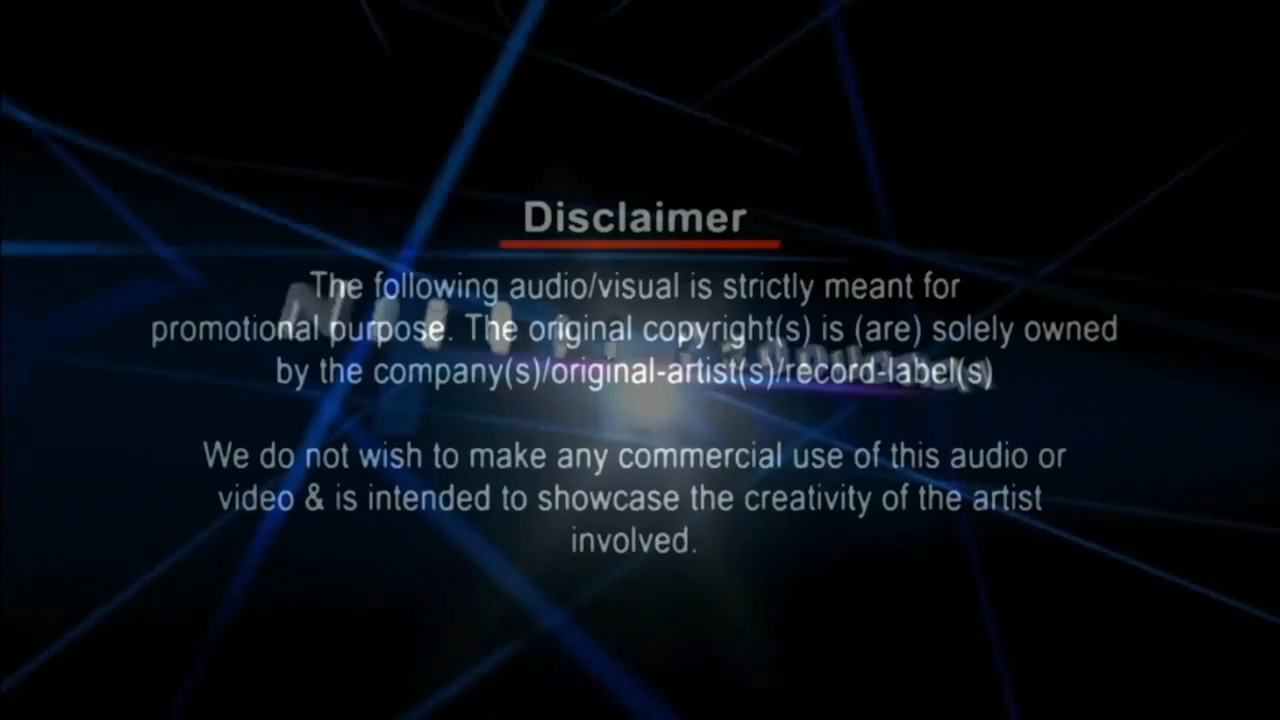 Disclaimer
The following audio/visual is strictly meant for
promotional purpose. The original copyright(s) is (are) solely owned
by the company(s)/original-artist(s)/record-label(s)
We do not wish to make any commercial use of this audio or
video & is intended to showcase the creativity of the artist
involved.